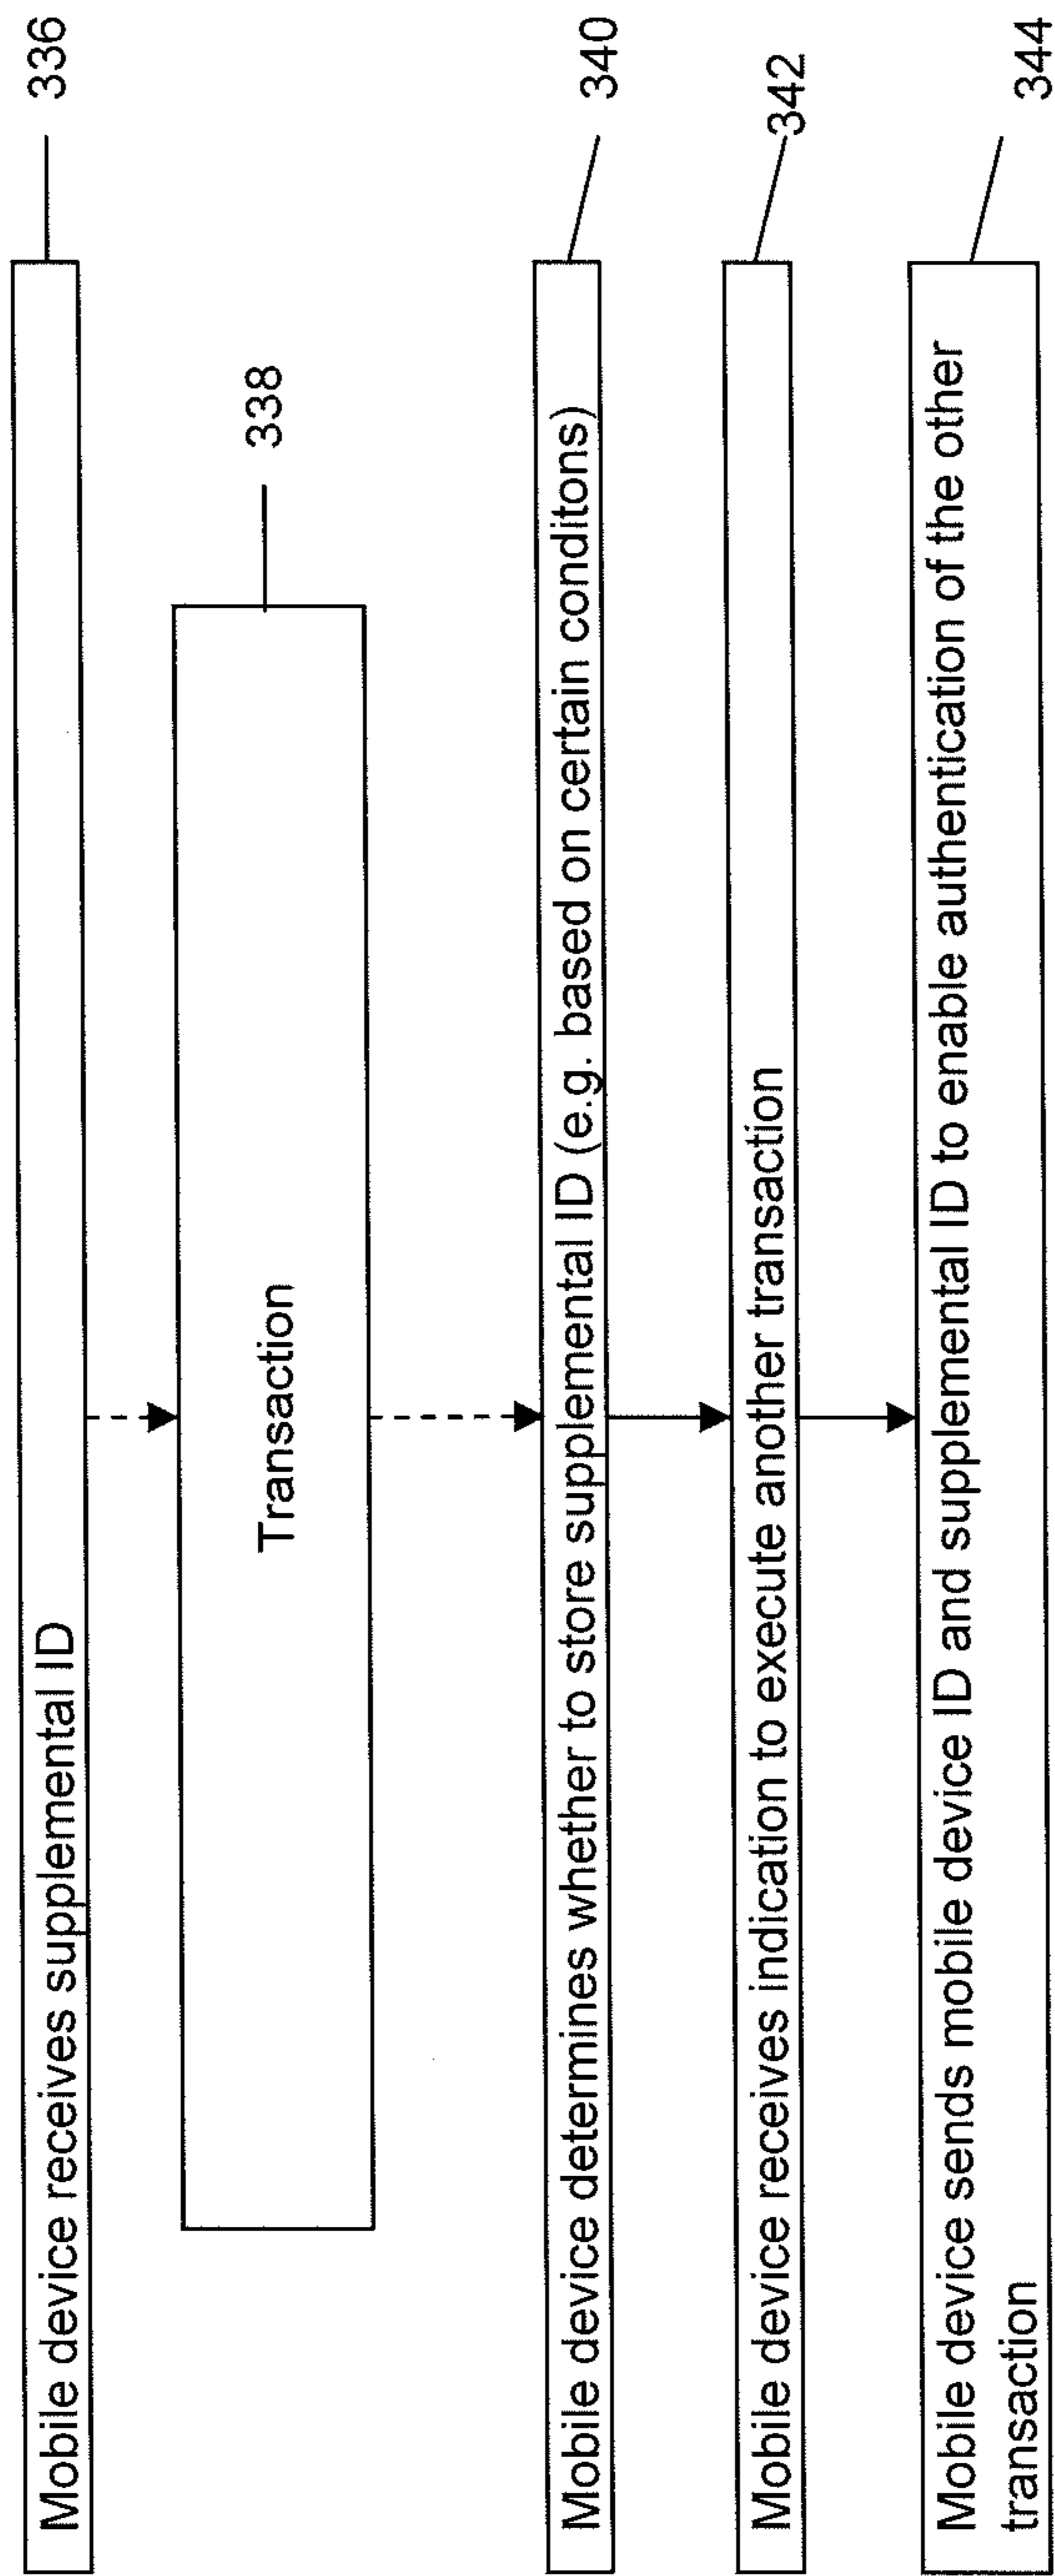 Mobile device receives supplemental ID
336
Transaction
338
Mobile device determines whether to store supplemental ID (e.g. based on certain conditons)
340
Mobile device receives indication to execute another transaction
342
Mobile device sends mobile device ID and supplemental ID to enable authentication of the other
transaction
344